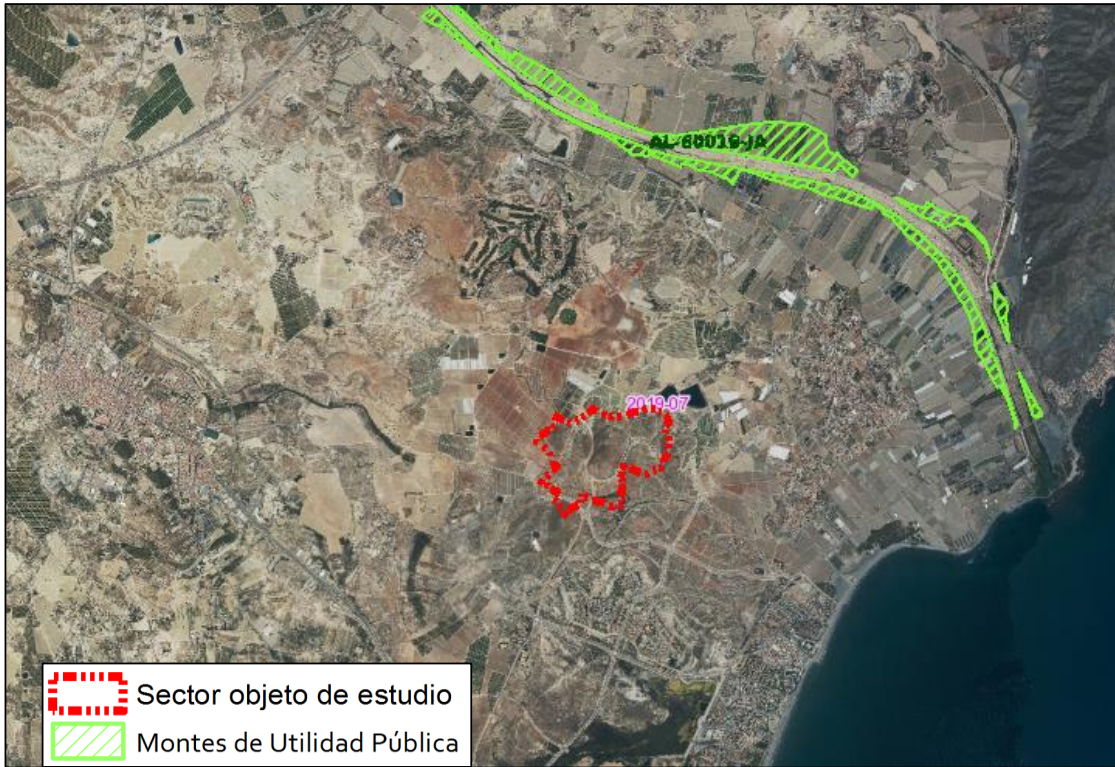 AL-60019-JA
2019-07
Sector objeto de estudio
Montes de Utilidad Pública